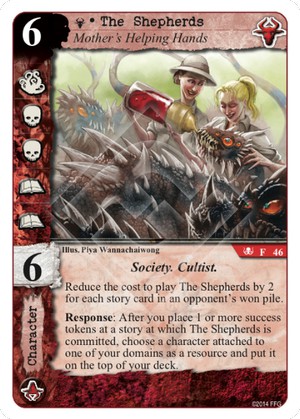 6
• The Shepherds
Mother's Helping Hands
Illus. Piya Wannachaiwong
F 46
6
Society. Cultist.
Reduce the cost to play The Shepherds by 2
for each story card in an opponent's won pile.
Response: After you place 1 or more success
tokens at a story at which The Shepherds is
committed, choose a character attached to
one of your domains as a resource and put it
on the top of your deck.
Character
©2014 FFG